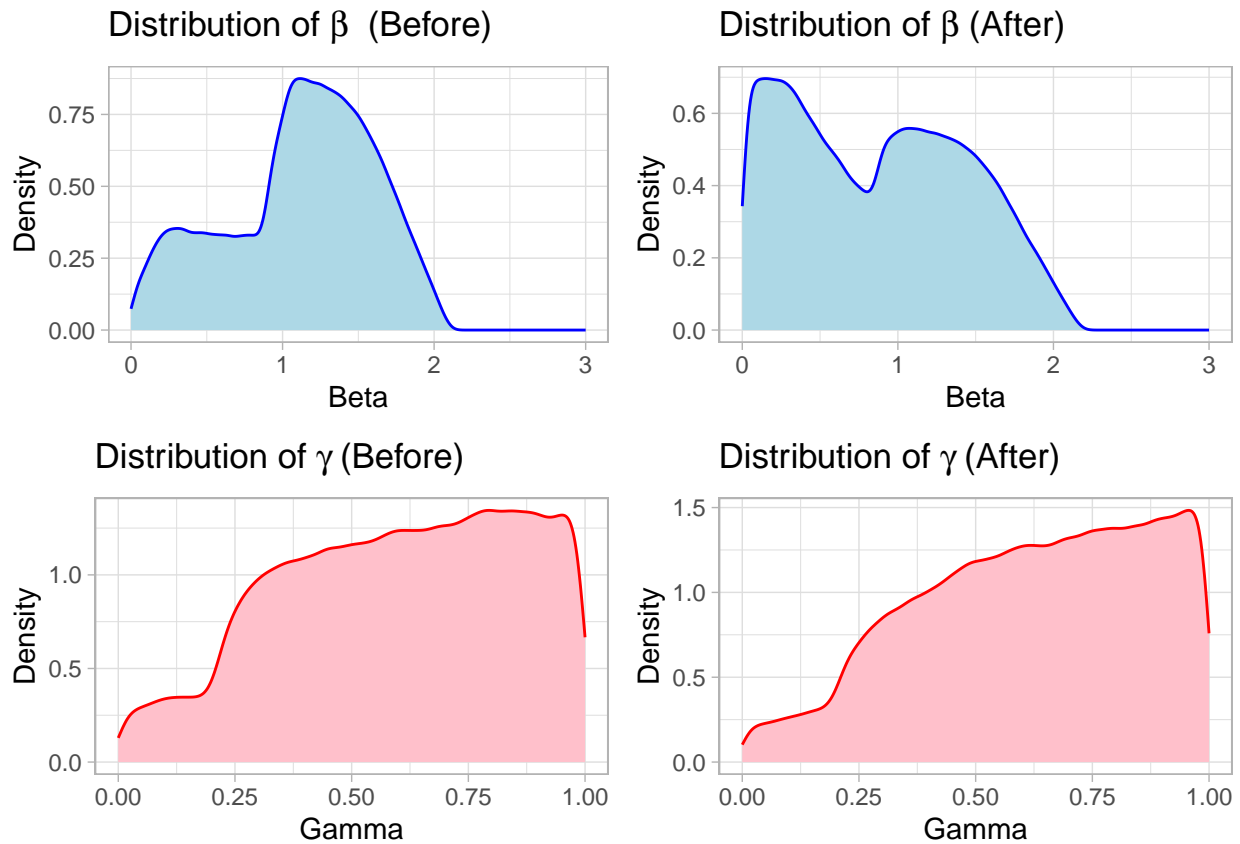 Distribution of β (Before)
Density
0.75
0.50
0.25
0.00
0 1 2 3
Beta
Distribution of β (After)
Density
0.6
0.4
0.2
0.0
0 1 2 3
Beta
Distribution of γ (Before)
Density
1.0
0.5
0.0
0.00 0.25 0.50 0.75 1.00
Gamma
Distribution of γ (After)
Density
1.5
1.0
0.5
0.0
0.00 0.25 0.50 0.75 1.00
Gamma